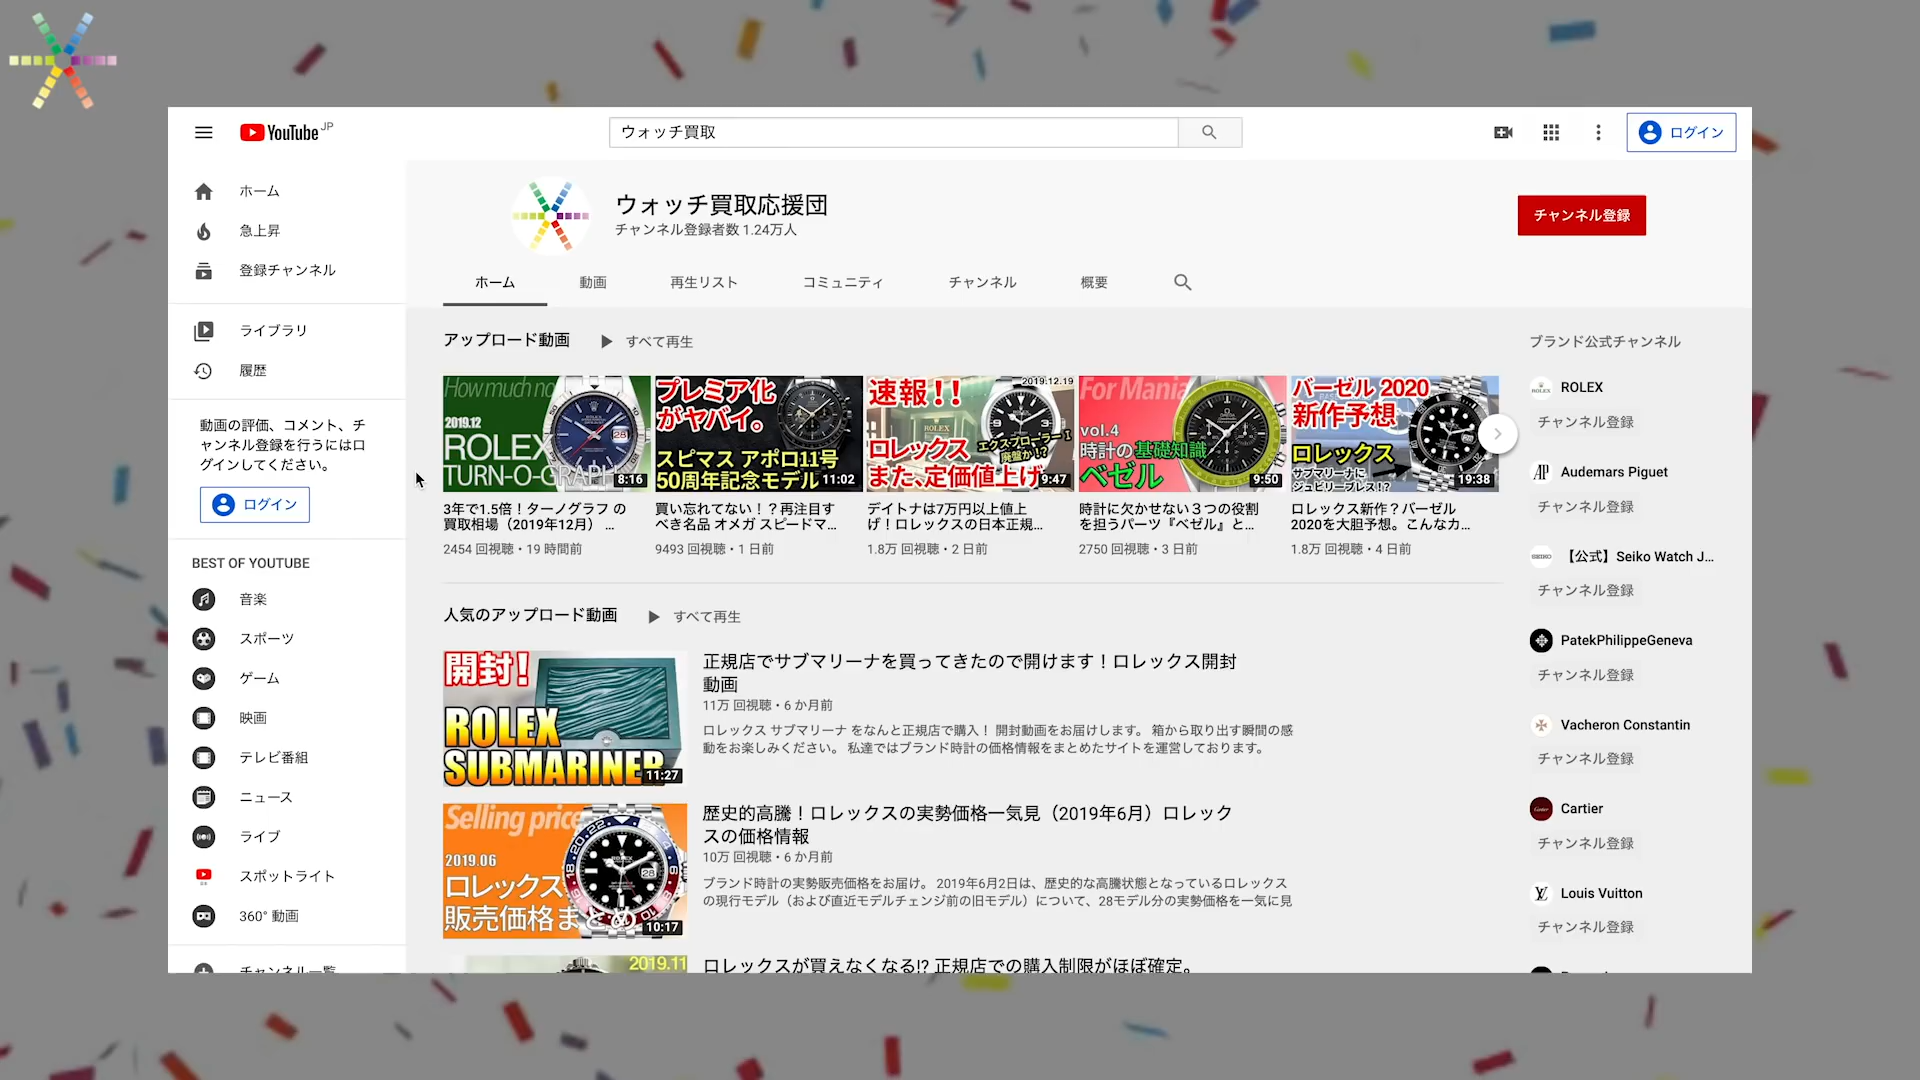 YouTube JP
ウォッチ買取
ログイン
ホーム
急上昇
登録チャンネル
ライブラリ
履歴
動画の評価、コメント、チ
ャンネル登録を行うにはロ
グインしてください。
ログイン
BEST OF YOUTUBE
音楽
スポーツ
ゲーム
映画
テレビ番組
ニュース
ライブ
スポットライト
360° 動画
チャンネル一覧
ウォッチ買取応援団
チャンネル登録者数 1.24万人
チャンネル登録
ホーム
動画
再生リスト
コミュニティ
チャンネル
概要
アップロード動画
すべて再生
How much no
2019.12
ROLEX
TURN-O-GRAPH
8:16
3年で1.5倍！ターノグラフ の
買取相場（2019年12月） ...
2454 回視聴・19 時間前
プレミア化
がヤバイ。
スピマス アポロ11号
50周年記念モデル
11:02
買い忘れてない！？再注目す
べき名品 オメガ スピードマ...
9493 回視聴・1 日前
2019.12.19
速報！！
ROLEX
エクスプローラーⅠ
廃盤か！？
ロレックス
また、定価値上げ
9:47
デイトナは7万円以上値上
げ！ロレックスの日本正規...
1.8万 回視聴・2 日前
For Mania
vol.4
時計の基礎知識
ベゼル
9:50
時計に欠かせない３つの役割
を担うパーツ『ベゼル』と...
2750 回視聴・3 日前
バーゼル 2020
新作予想
ロレックス
サブマリーナに
ジュビリーブレス！？
19:38
ロレックス新作？バーゼル
2020を大胆予想。こんなカ...
1.8万 回視聴・4 日前
人気のアップロード動画
すべて再生
開封！
ROLEX
SUBMARINER
11:27
正規店でサブマリーナを買ってきたので開けます！ロレックス開封
動画
11万 回視聴・6 か月前
ロレックス サブマリーナ をなんと正規店で購入！ 開封動画をお届けします。 箱から取り出す瞬間の感
動をお楽しみください。 私達ではブランド時計の価格情報をまとめたサイトを運営しております。
Selling price
2019.06
ロレックス
販売価格まとめ
10:17
歴史的高騰！ロレックスの実勢価格一気見（2019年6月）ロレック
スの価格情報
10万 回視聴・6 か月前
ブランド時計の実勢販売価格をお届け。 2019年6月2日は、歴史的な高騰状態となっているロレックス
の現行モデル（および直近モデルチェンジ前の旧モデル）について、28モデル分の実勢価格を一気に見
2019.11
ロレックスが買えなくなる!? 正規店での購入制限がほぼ確定。
ブランド公式チャンネル
ROLEX
チャンネル登録
Audemars Piguet
チャンネル登録
【公式】Seiko Watch J...
チャンネル登録
PatekPhilippeGeneva
チャンネル登録
Vacheron Constantin
チャンネル登録
Cartier
チャンネル登録
Louis Vuitton
チャンネル登録